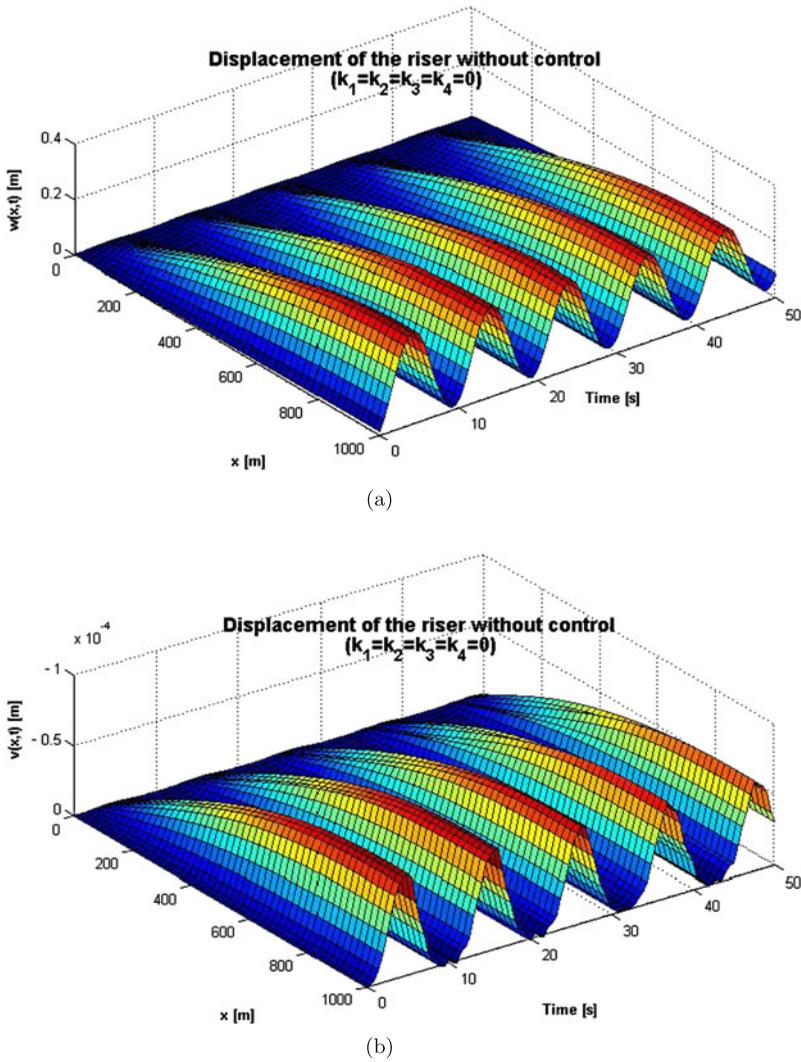 Displacement of the riser without control
(k1=k2=k3=k4=0)
w(x,t) [m]
0.4
0.2
0
0
200
400
600
800
1000
x [m]
0
10
20
30
40
50
Time [s]
(a)
Displacement of the riser without control
(k1=k2=k3=k4=0)
x 10^-4
v(x,t) [m]
-1
-0.5
0
0
200
400
600
800
1000
x [m]
0
10
20
30
40
50
Time [s]
(b)